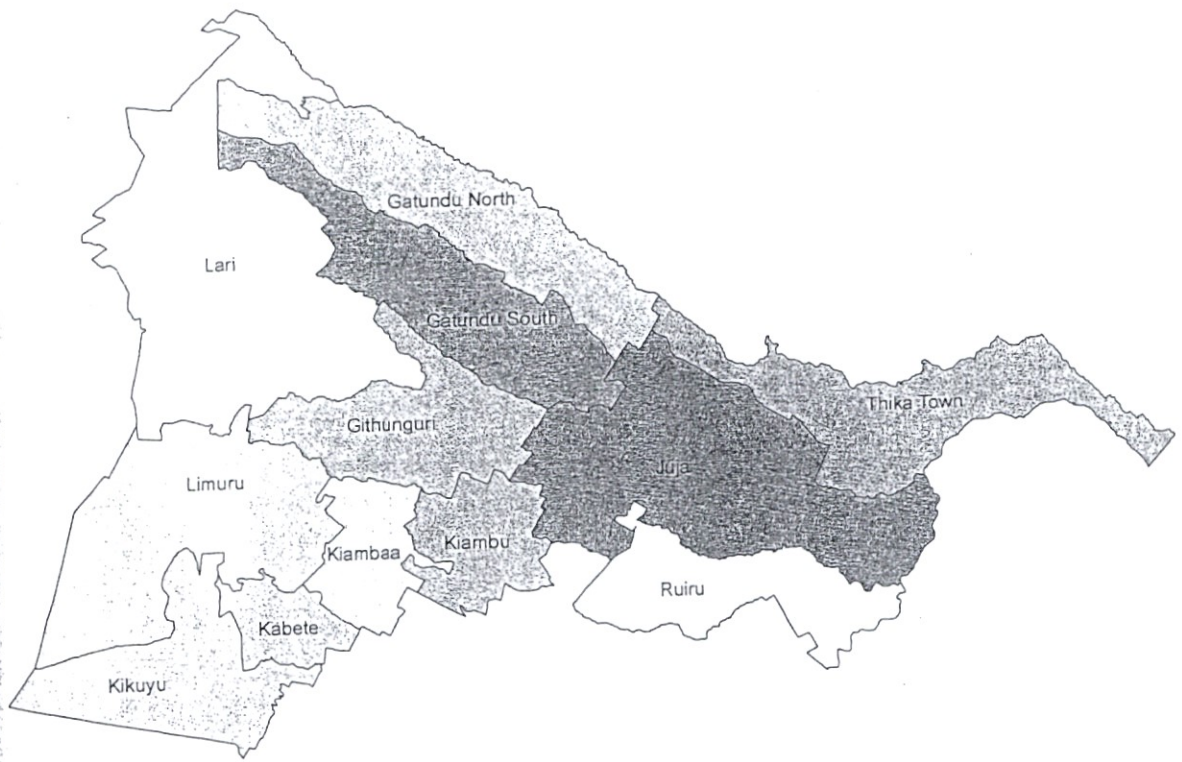 Gatundu North
Lari
Gatundu South
Thika Town
Githunguri
Juja
Limuru
Kiambu
Kiambaa
Ruiru
Kabete
Kikuyu